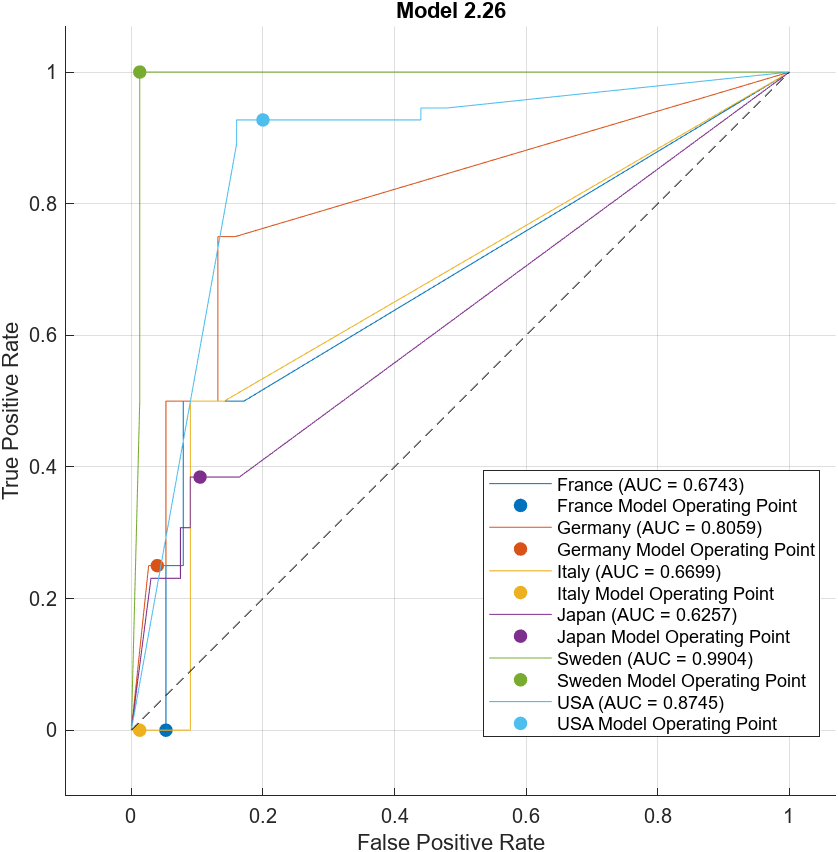 Model 2.26
True Positive Rate
1
0.8
0.6
0.4
0.2
0
France (AUC = 0.6743)
France Model Operating Point
Germany (AUC = 0.8059)
Germany Model Operating Point
Italy (AUC = 0.6699)
Italy Model Operating Point
Japan (AUC = 0.6257)
Japan Model Operating Point
Sweden (AUC = 0.9904)
Sweden Model Operating Point
USA (AUC = 0.8745)
USA Model Operating Point
0 0.2 0.4 0.6 0.8 1
False Positive Rate